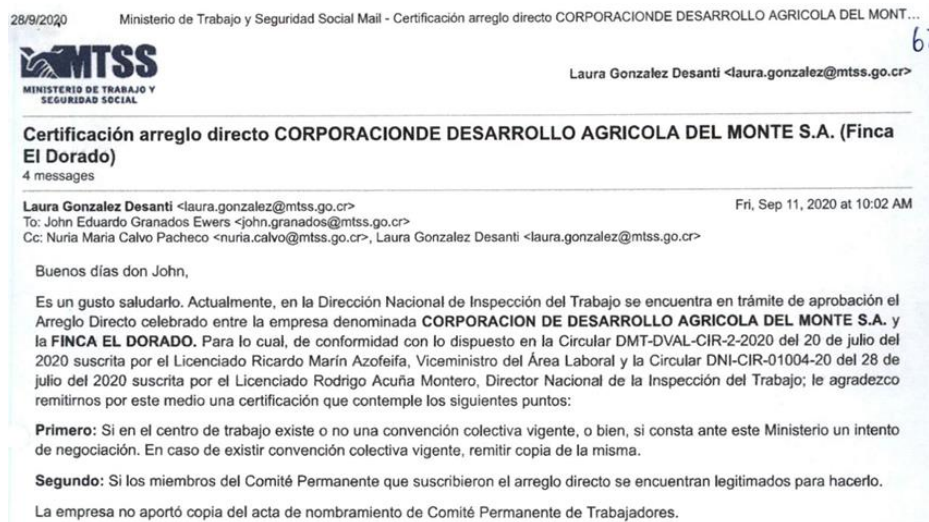 28/9/2020 Ministerio de Trabajo y Seguridad Social Mail - Certificación arreglo directo CORPORACIONDE DESARROLLO AGRICOLA DEL MONT...
MTSS
MINISTERIO DE TRABAJO Y
SEGURIDAD SOCIAL
Laura Gonzalez Desanti <laura.gonzalez@mtss.go.cr>
Certificación arreglo directo CORPORACIONDE DESARROLLO AGRICOLA DEL MONTE S.A. (Finca
El Dorado)
4 messages
Laura Gonzalez Desanti <laura.gonzalez@mtss.go.cr> Fri, Sep 11, 2020 at 10:02 AM
To: John Eduardo Granados Ewers <john.granados@mtss.go.cr>
Cc: Nuria Maria Calvo Pacheco <nuria.calvo@mtss.go.cr>, Laura Gonzalez Desanti <laura.gonzalez@mtss.go.cr>
Buenos días don John,
Es un gusto saludarlo. Actualmente, en la Dirección Nacional de Inspección del Trabajo se encuentra en trámite de aprobación el
Arreglo Directo celebrado entre la empresa denominada CORPORACION DE DESARROLLO AGRICOLA DEL MONTE S.A. y
la FINCA EL DORADO. Para lo cual, de conformidad con lo dispuesto en la Circular DMT-DVAL-CIR-2-2020 del 20 de julio del
2020 suscrita por el Licenciado Ricardo Marín Azofeifa, Viceministro del Área Laboral y la Circular DNI-CIR-01004-20 del 28 de
julio del 2020 suscrita por el Licenciado Rodrigo Acuña Montero, Director Nacional de la Inspección del Trabajo; le agradezco
remitirnos por este medio una certificación que contemple los siguientes puntos:
Primero: Si en el centro de trabajo existe o no una convención colectiva vigente, o bien, si consta ante este Ministerio un intento
de negociación. En caso de existir convención colectiva vigente, remitir copia de la misma.
Segundo: Si los miembros del Comité Permanente que suscribieron el arreglo directo se encuentran legitimados para hacerlo.
La empresa no aportó copia del acta de nombramiento de Comité Permanente de Trabajadores.